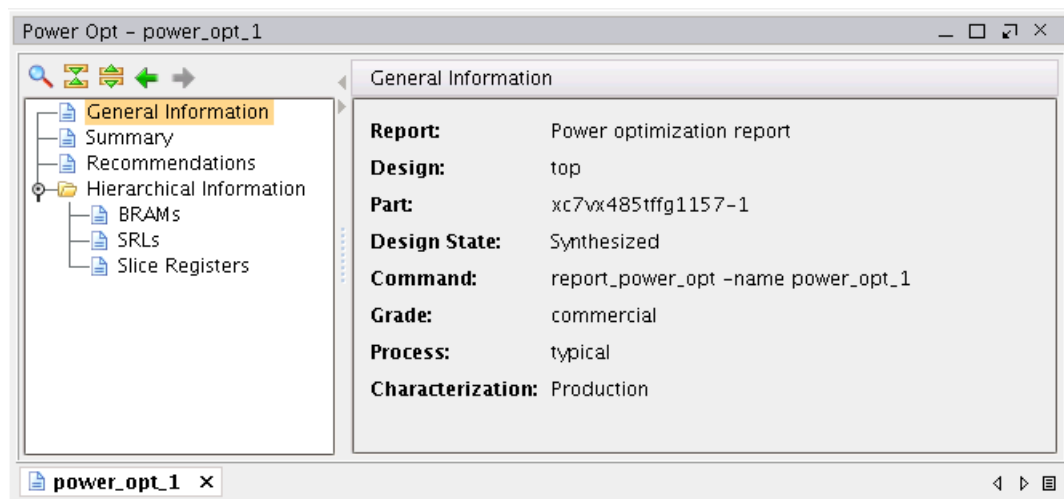 Power Opt – power_opt_1
General Information
Summary
Recommendations
Hierarchical Information
BRAMs
SRLs
Slice Registers
General Information
Report: Power optimization report
Design: top
Part: xc7vx485tffg1157-1
Design State: Synthesized
Command: report_power_opt –name power_opt_1
Grade: commercial
Process: typical
Characterization: Production
power_opt_1